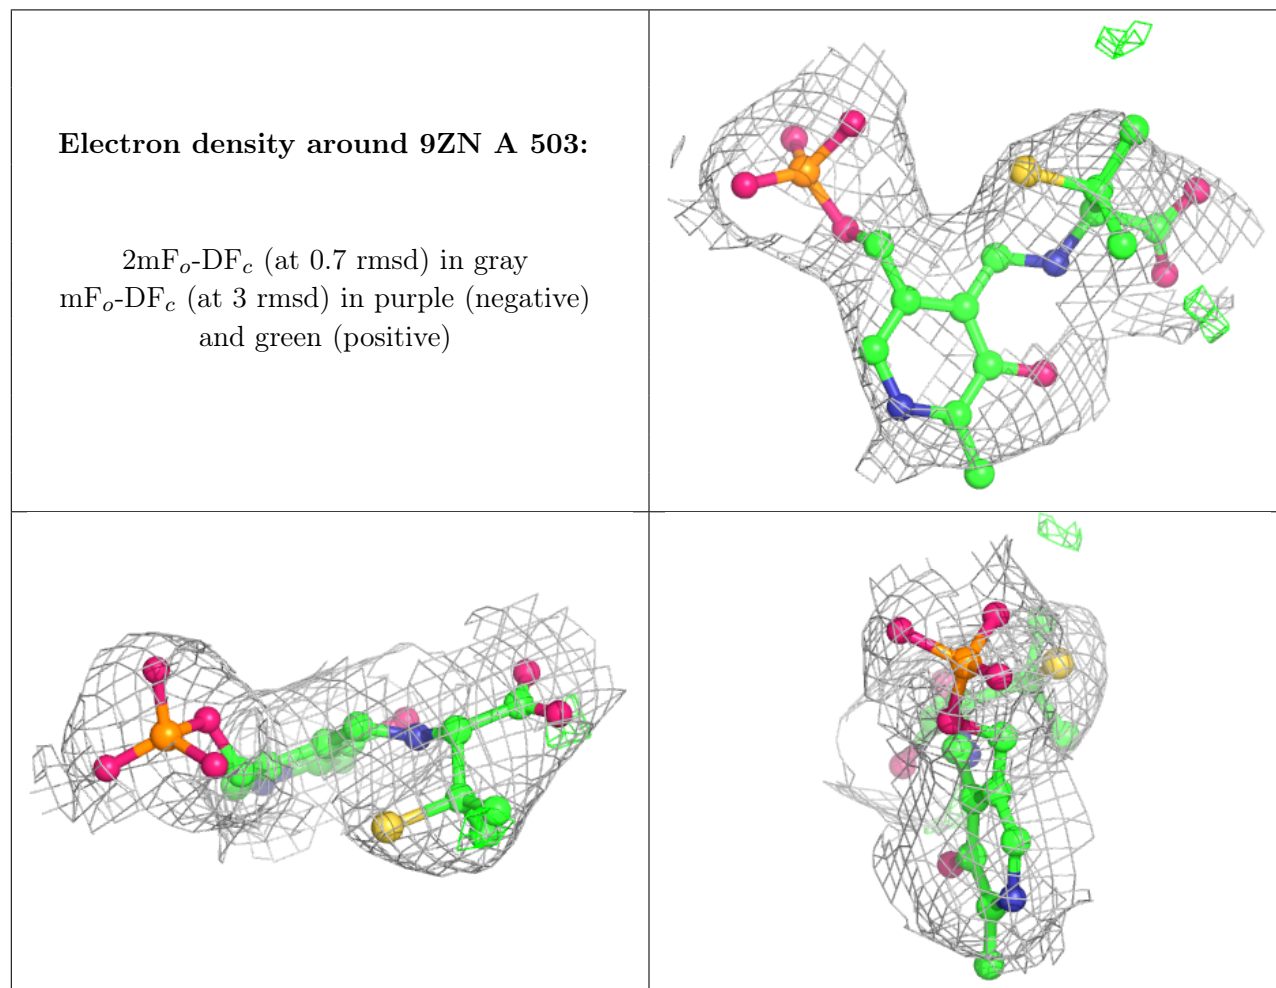 Electron density around 9ZN A 503:
2mFo-DFc (at 0.7 rmsd) in gray
mFo-DFc (at 3 rmsd) in purple (negative)
and green (positive)